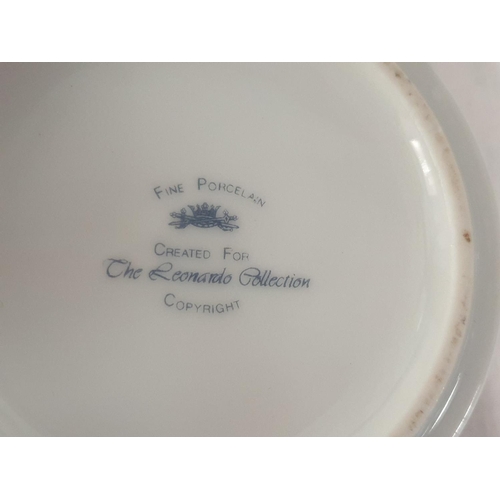 FINE PORCELAIN
CREATED FOR
The Leonardo Collection
COPYRIGHT